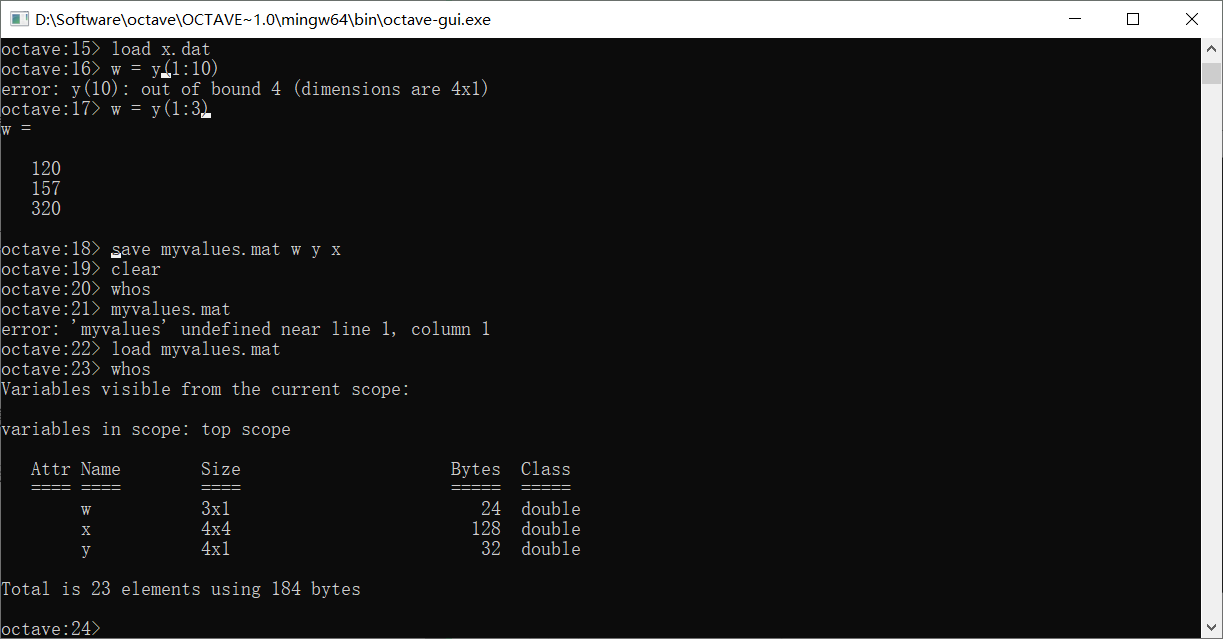 D:\Software\octave\OCTAVE~1.0\mingw64\bin\octave-gui.exe
octave:15> load x.dat
octave:16> w = y(1:10)
error: y(10): out of bound 4 (dimensions are 4x1)
octave:17> w = y(1:3)
w =
120
157
320
octave:18> save myvalues.mat w y x
octave:19> clear
octave:20> whos
octave:21> myvalues.mat
error: 'myvalues' undefined near line 1, column 1
octave:22> load myvalues.mat
octave:23> whos
Variables visible from the current scope:
variables in scope: top scope
Attr Name Size Bytes Class
==== ==== ==== ===== =====
w 3x1 24 double
x 4x4 128 double
y 4x1 32 double
Total is 23 elements using 184 bytes
octave:24>